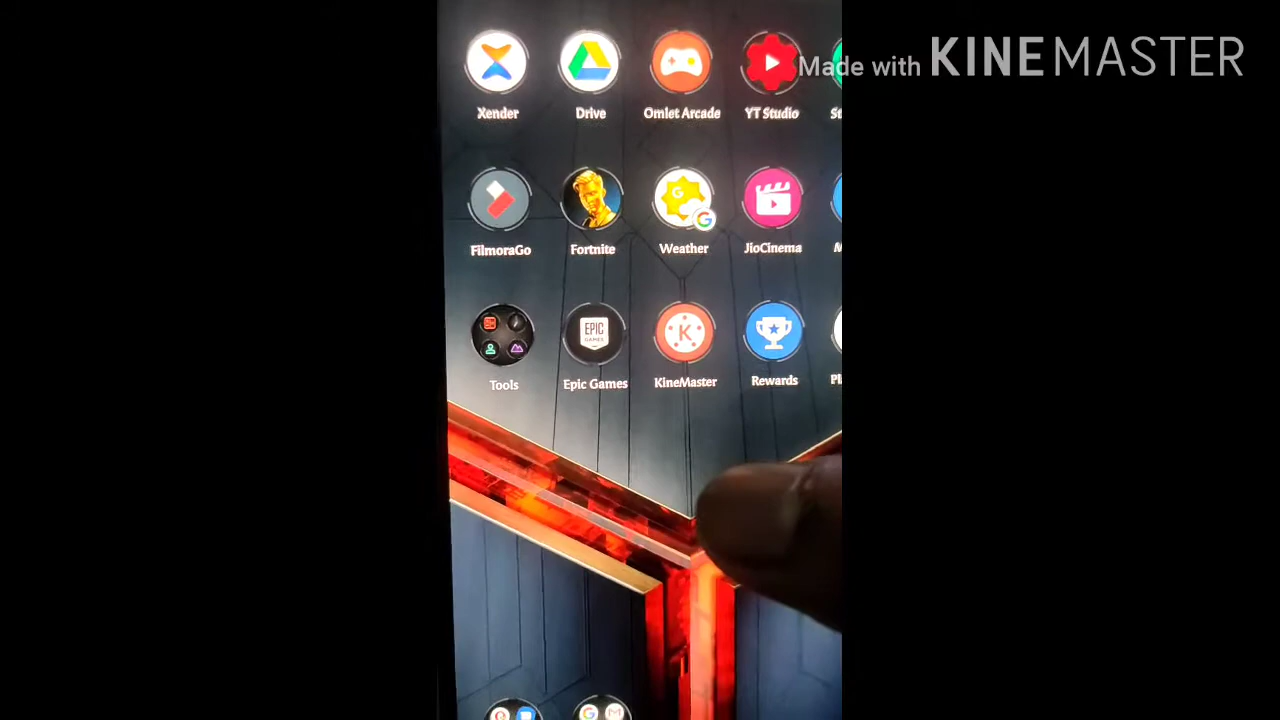 Made with KINEMASTER
Xender Drive Omlet Arcade YT Studio
FilmoraGo Fortnite Weather JioCinema
EPIC
GAMES
K
Tools Epic Games KineMaster Rewards